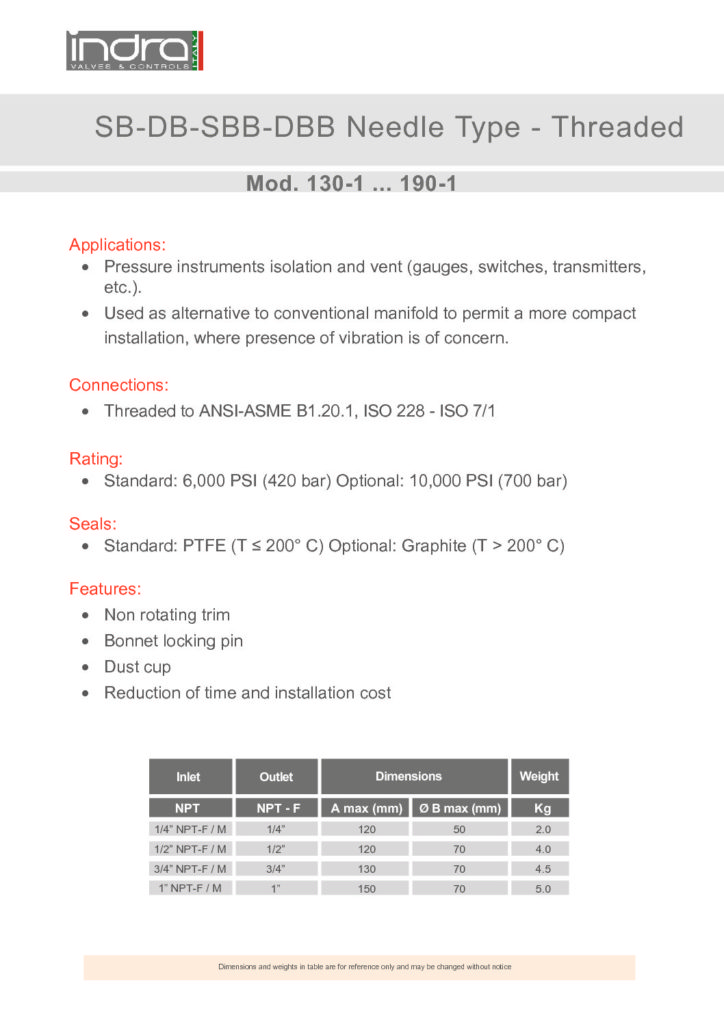 indra
VALVES & CONTROLS
ITALY
SB-DB-SBB-DBB Needle Type - Threaded
Mod. 130-1 ... 190-1
Applications:
• Pressure instruments isolation and vent (gauges, switches, transmitters,
etc.).
• Used as alternative to conventional manifold to permit a more compact
installation, where presence of vibration is of concern.
Connections:
• Threaded to ANSI-ASME B1.20.1, ISO 228 - ISO 7/1
Rating:
• Standard: 6,000 PSI (420 bar) Optional: 10,000 PSI (700 bar)
Seals:
• Standard: PTFE (T ≤ 200° C) Optional: Graphite (T > 200° C)
Features:
• Non rotating trim
• Bonnet locking pin
• Dust cup
• Reduction of time and installation cost
Inlet Outlet Dimensions Weight
NPT NPT - F A max (mm) Ø B max (mm) Kg
1/4” NPT-F / M 1/4” 120 50 2.0
1/2” NPT-F / M 1/2” 120 70 4.0
3/4” NPT-F / M 3/4” 130 70 4.5
1” NPT-F / M 1” 150 70 5.0
Dimensions and weights in table are for reference only and may be changed without notice